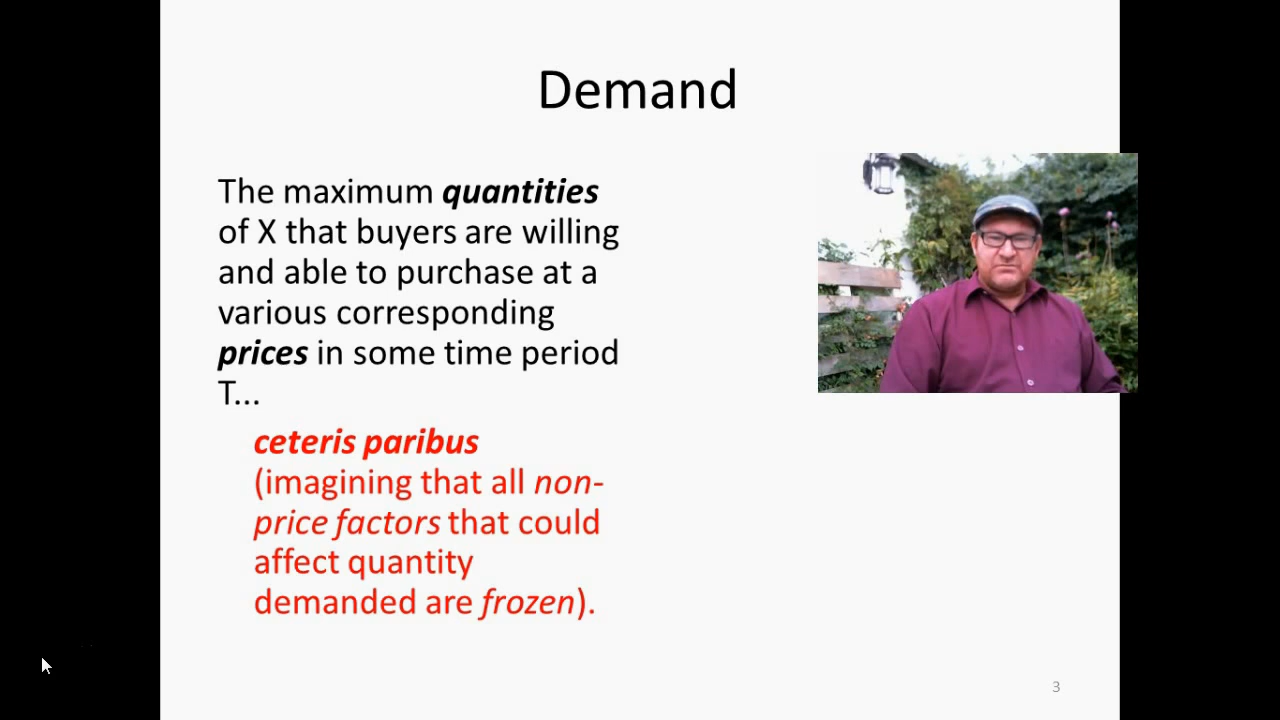 Demand
The maximum quantities
of X that buyers are willing
and able to purchase at a
various corresponding
prices in some time period
T...
ceteris paribus
(imagining that all non-
price factors that could
affect quantity
demanded are frozen).
3